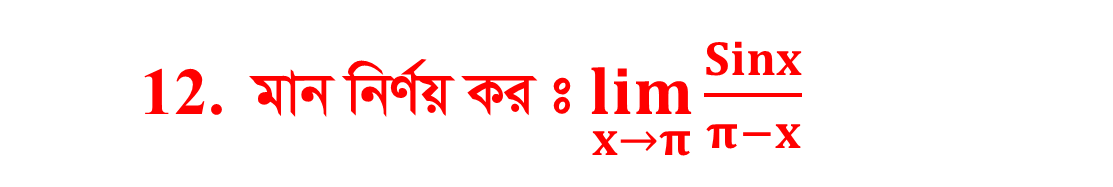 12. মান নির্ণয় কর ঃ lim x→π Sinx / π−x